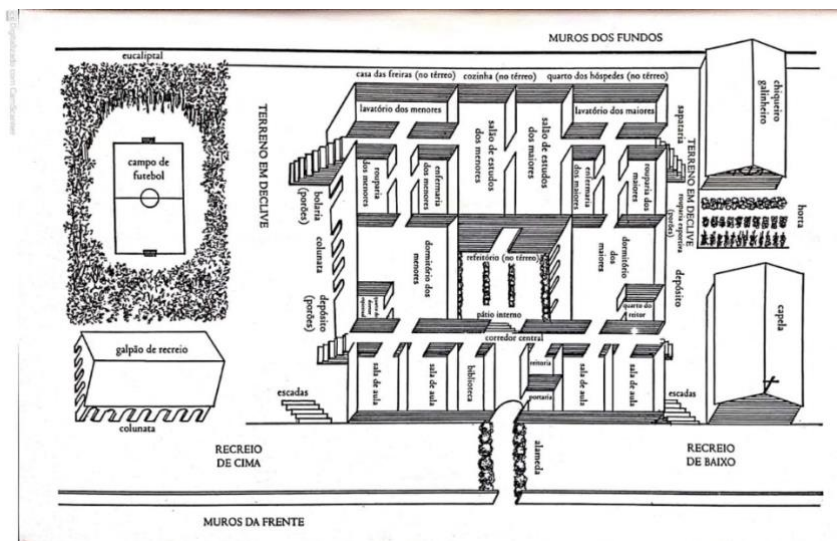 Digitalizado com CamScanner
MUROS DOS FUNDOS
eucaliptal
casa das freiras (no térreo)
cozinha (no térreo)
quarto dos hóspedes (no térreo)
chiqueiro
galinheiro
TERRENO EM DECLIVE
lavatório dos menores
salão de estudos
dos menores
salão de estudos
dos maiores
lavatório dos maiores
sapataria
TERRENO EM DECLIVE
campo de
futebol
rouparia
dos menores
enfermaria
dos menores
enfermaria
dos maiores
rouparia dos
maiores
rouparia esportiva
(porões)
horta
bolaria
(porões)
colunata
depósito
(porões)
dormitório dos
menores
refeitório (no térreo)
dormitório
dos
maiores
depósito
quarto do
reitor
pátio interno
corredor central
capela
galpão de recreio
colunata
escadas
sala de aula
sala de aula
biblioteca
reitoria
portaria
sala de aula
sala de aula
escadas
alameda
RECREIO
DE CIMA
RECREIO
DE BAIXO
MUROS DA FRENTE